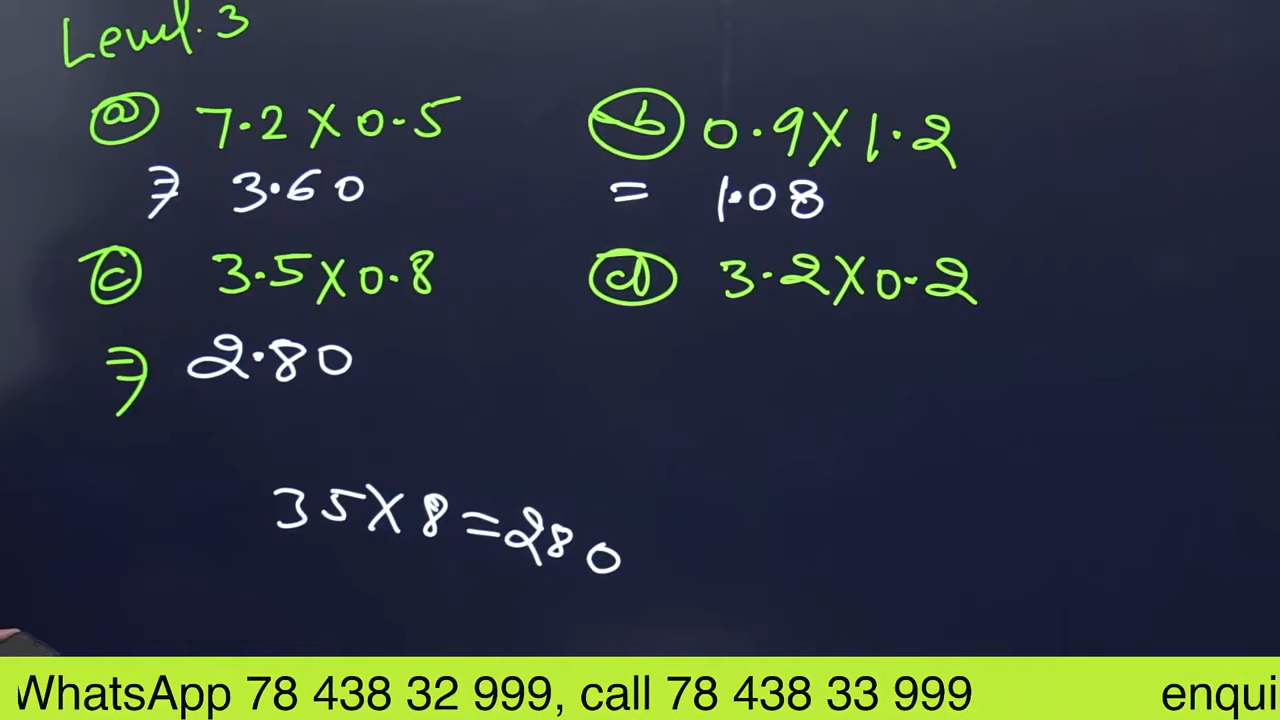 Level.3
(a) 7.2×0.5 (b) 0.9×1.2
⇒ 3.60 = 1.08
(c) 3.5×0.8 (d) 3.2×0.2
⇒ 2.80
35×8=280
WhatsApp 78 438 32 999, call 78 438 33 999 enqui